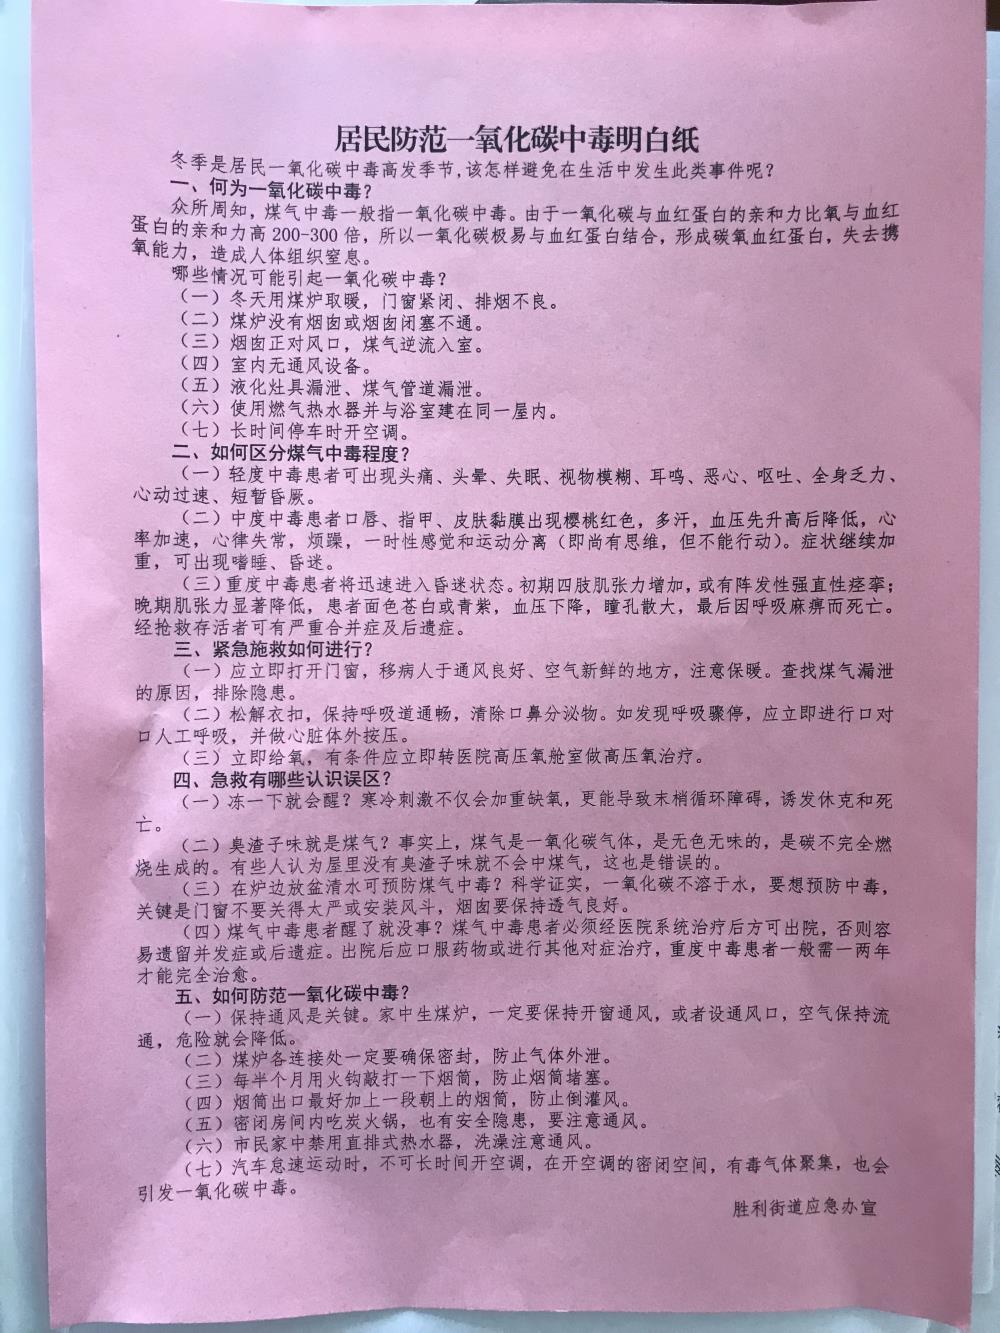 居民防范一氧化碳中毒明白纸
冬季是居民一氧化碳中毒高发季节,该怎样避免在生活中发生此类事件呢？
一、何为一氧化碳中毒？
众所周知，煤气中毒一般指一氧化碳中毒。由于一氧化碳与血红蛋白的亲和力比氧与血红
蛋白的亲和力高 200-300 倍，所以一氧化碳极易与血红蛋白结合，形成碳氧血红蛋白，失去携
氧能力，造成人体组织窒息。
哪些情况可能引起一氧化碳中毒？
（一）冬天用煤炉取暖，门窗紧闭、排烟不良。
（二）煤炉没有烟囱或烟囱闭塞不通。
（三）烟囱正对风口，煤气逆流入室。
（四）室内无通风设备。
（五）液化灶具漏泄、煤气管道漏泄。
（六）使用燃气热水器并与浴室建在同一屋内。
（七）长时间停车时开空调。
二、如何区分煤气中毒程度？
（一）轻度中毒患者可出现头痛、头晕、失眠、视物模糊、耳鸣、恶心、呕吐、全身乏力、
心动过速、短暂昏厥。
（二）中度中毒患者口唇、指甲、皮肤黏膜出现樱桃红色，多汗，血压先升高后降低，心
率加速，心律失常，烦躁，一时性感觉和运动分离（即尚有思维，但不能行动）。症状继续加
重，可出现嗜睡、昏迷。
（三）重度中毒患者将迅速进入昏迷状态。初期四肢肌张力增加，或有阵发性强直性痉挛；
晚期肌张力显著降低，患者面色苍白或青紫，血压下降，瞳孔散大，最后因呼吸麻痹而死亡。
经抢救存活者可有严重合并症及后遗症。
三、紧急施救如何进行？
（一）应立即打开门窗，移病人于通风良好、空气新鲜的地方，注意保暖。查找煤气漏泄
的原因，排除隐患。
（二）松解衣扣，保持呼吸道通畅，清除口鼻分泌物。如发现呼吸骤停，应立即进行口对
口人工呼吸，并做心脏体外按压。
（三）立即给氧，有条件应立即转医院高压氧舱室做高压氧治疗。
四、急救有哪些认识误区？
（一）冻一下就会醒？寒冷刺激不仅会加重缺氧，更能导致末梢循环障碍，诱发休克和死
亡。
（二）臭渣子味就是煤气？事实上，煤气是一氧化碳气体，是无色无味的，是碳不完全燃
烧生成的。有些人认为屋里没有臭渣子味就不会中煤气，这也是错误的。
（三）在炉边放盆清水可预防煤气中毒？科学证实，一氧化碳不溶于水，要想预防中毒，
关键是门窗不要关得太严或安装风斗，烟囱要保持透气良好。
（四）煤气中毒患者醒了就没事？煤气中毒患者必须经医院系统治疗后方可出院，否则容
易遗留并发症或后遗症。出院后应口服药物或进行其他对症治疗，重度中毒患者一般需一两年
才能完全治愈。
五、如何防范一氧化碳中毒？
（一）保持通风是关键。家中生煤炉，一定要保持开窗通风，或者设通风口，空气保持流
通，危险就会降低。
（二）煤炉各连接处一定要确保密封，防止气体外泄。
（三）每半个月用火钩敲打一下烟筒，防止烟筒堵塞。
（四）烟筒出口最好加上一段朝上的烟筒，防止倒灌风。
（五）密闭房间内吃炭火锅，也有安全隐患，要注意通风。
（六）市民家中禁用直排式热水器，洗澡注意通风。
（七）汽车怠速运动时，不可长时间开空调，在开空调的密闭空间，有毒气体聚集，也会
引发一氧化碳中毒。
胜利街道应急办宣